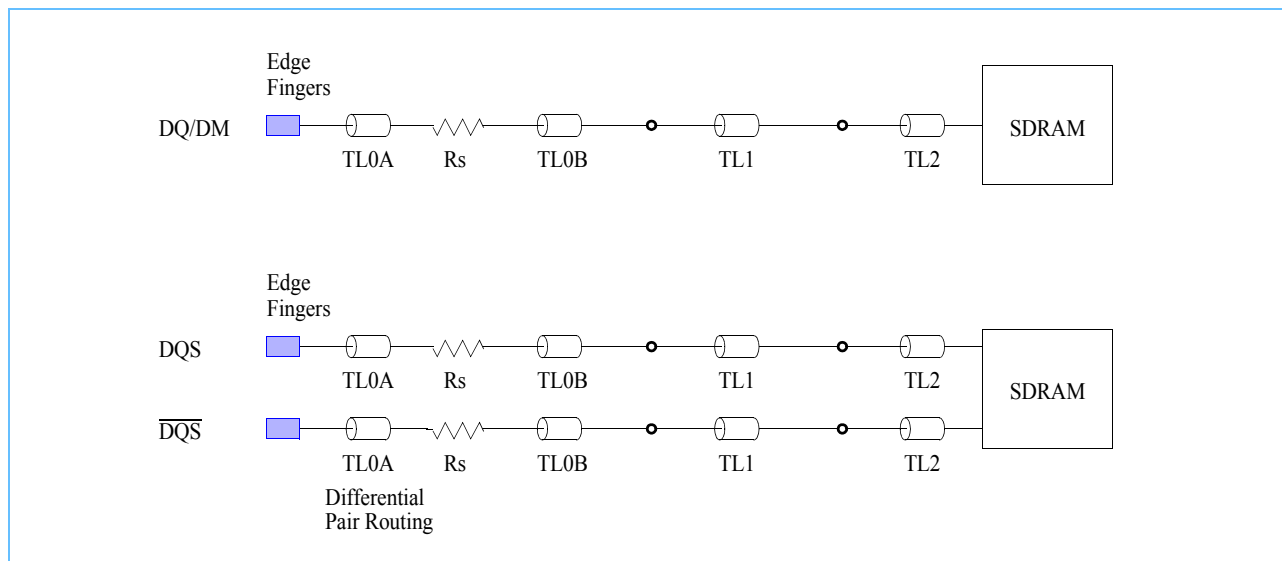 Edge
Fingers
DQ/DM
TL0A
Rs
TL0B
TL1
TL2
SDRAM
Edge
Fingers
DQS
TL0A
Rs
TL0B
TL1
TL2
SDRAM
D̅Q̅S̅
TL0A
Rs
TL0B
TL1
TL2
Differential
Pair Routing